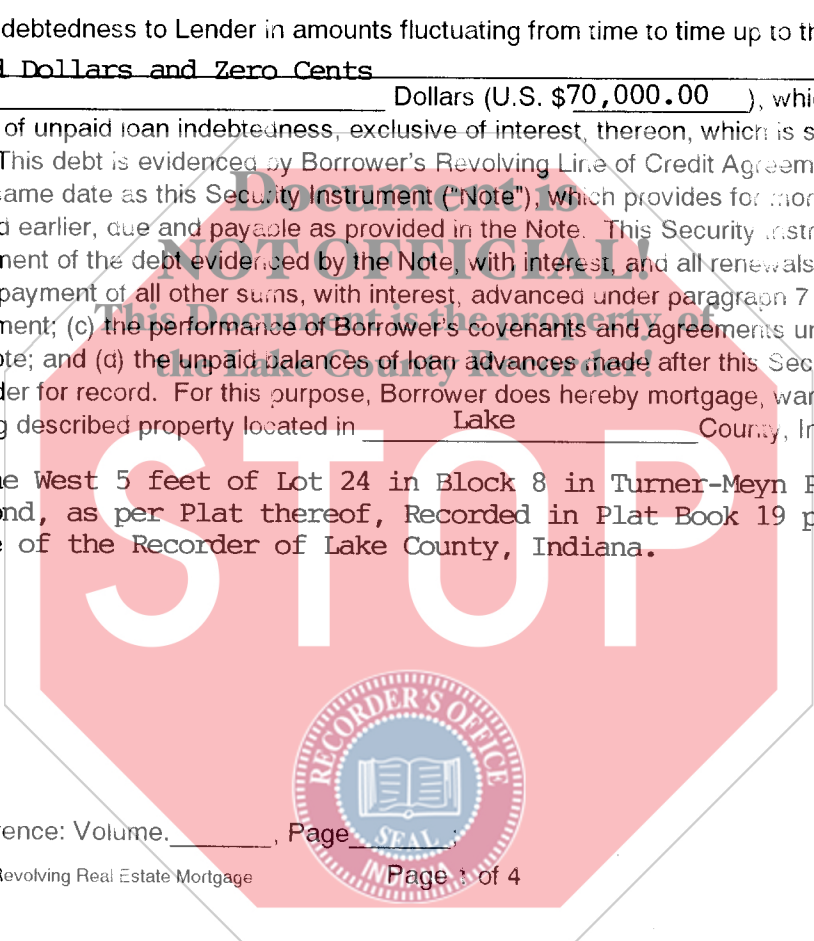 debtedness to Lender in amounts fluctuating from time to time up to th
d Dollars and Zero Cents
Dollars (U.S. $70,000.00 ), whi
of unpaid loan indebtedness, exclusive of interest, thereon, which is s
This debt is evidenced by Borrower's Revolving Line of Credit Agreem
ame date as this Security Instrument ("Note"), which provides for mon
d earlier, due and payable as provided in the Note. This Security Instr
ment of the debt evidenced by the Note, with interest, and all renewals
payment of all other sums, with interest, advanced under paragraph 7
ment; (c) the performance of Borrower's covenants and agreements un
ote; and (d) the unpaid balances of loan advances made after this Sec
der for record. For this purpose, Borrower does hereby mortgage, war
g described property located in Lake County, In
e West 5 feet of Lot 24 in Block 8 in Turner-Meyn P
nd, as per Plat thereof, Recorded in Plat Book 19 p
e of the Recorder of Lake County, Indiana.
Document is
NOT OFFICIAL!
This Document is the property of
the Lake County Recorder!
STOP
RECORDER'S OFFICE
SEAL
INDIANA
ence: Volume. , Page ;
Revolving Real Estate Mortgage Page 1 of 4